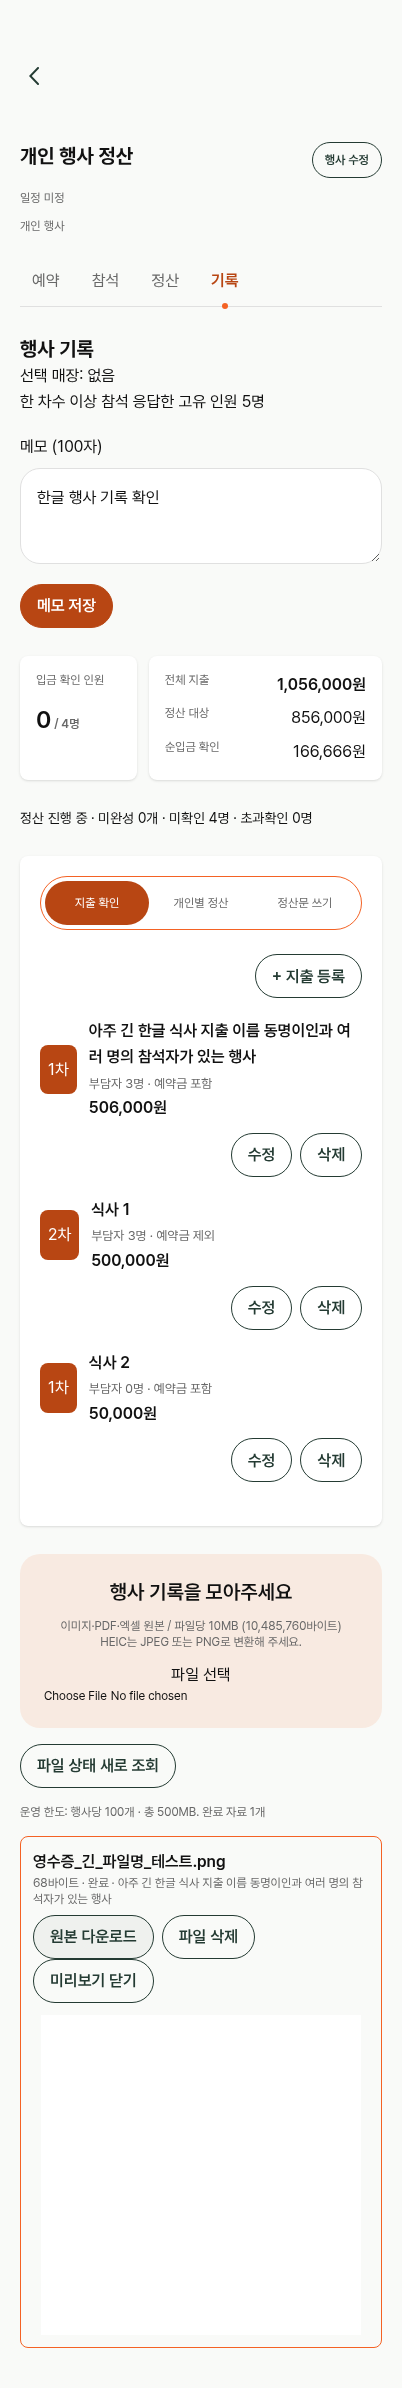 개인 행사 정산
행사 수정
일정 미정
개인 행사
예약 참석 정산 기록
행사 기록
선택 매장: 없음
한 차수 이상 참석 응답한 고유 인원 5명
메모 (100자)
한글 행사 기록 확인
메모 저장
입금 확인 인원
0 / 4명
전체 지출 1,056,000원
정산 대상 856,000원
순입금 확인 166,666원
정산 진행 중 · 미완성 0개 · 미확인 4명 · 초과확인 0명
지출 확인 개인별 정산 정산문 쓰기
+ 지출 등록
1차
아주 긴 한글 식사 지출 이름 동명이인과 여
러 명의 참석자가 있는 행사
부담자 3명 · 예약금 포함
506,000원
수정 삭제
2차
식사 1
부담자 3명 · 예약금 제외
500,000원
수정 삭제
1차
식사 2
부담자 0명 · 예약금 포함
50,000원
수정 삭제
행사 기록을 모아주세요
이미지·PDF·엑셀 원본 / 파일당 10MB (10,485,760바이트)
HEIC는 JPEG 또는 PNG로 변환해 주세요.
파일 선택
Choose File No file chosen
파일 상태 새로 조회
운영 한도: 행사당 100개 · 총 500MB. 완료 자료 1개
영수증_긴_파일명_테스트.png
68바이트 · 완료 · 아주 긴 한글 식사 지출 이름 동명이인과 여러 명의 참
석자가 있는 행사
원본 다운로드 파일 삭제
미리보기 닫기